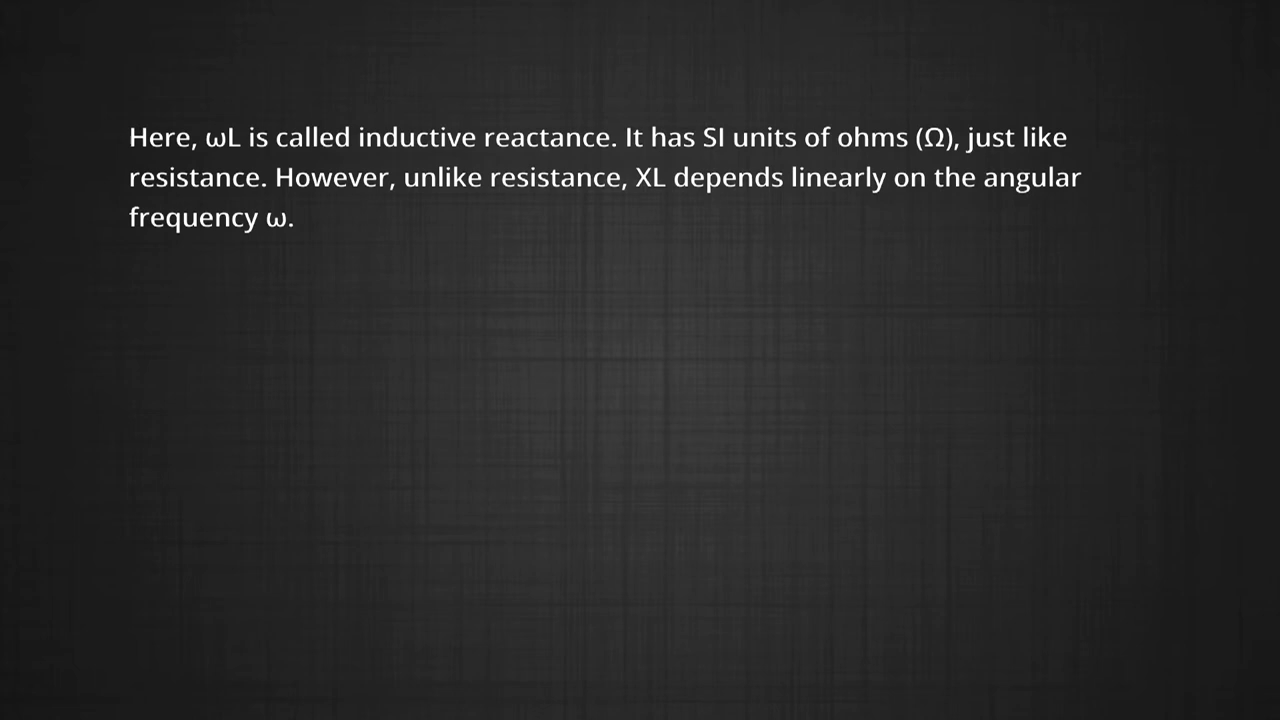 Here, ωL is called inductive reactance. It has SI units of ohms (Ω), just like
resistance. However, unlike resistance, XL depends linearly on the angular
frequency ω.